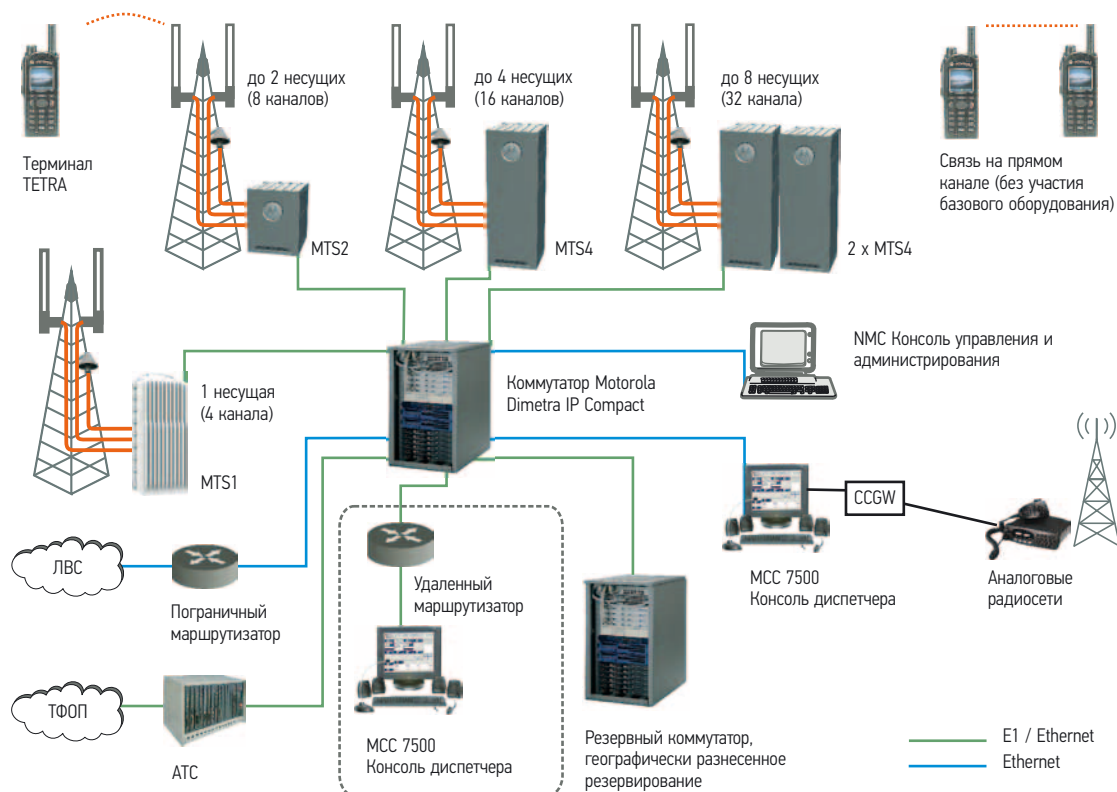 до 2 несущих
(8 каналов)
до 4 несущих
(16 каналов)
до 8 несущих
(32 канала)
Терминал
TETRA
Связь на прямом
канале (без участия
базового оборудования)
MTS2
MTS4
2 x MTS4
1 несущая
(4 канала)
MTS1
Коммутатор Motorola
Dimetra IP Compact
NMC Консоль управления и
администрирования
CCGW
ЛВС
Пограничный
маршрутизатор
Удаленный
маршрутизатор
МСС 7500
Консоль диспетчера
Аналоговые
радиосети
ТФОП
АТС
МСС 7500
Консоль диспетчера
Резервный коммутатор,
географически разнесенное
резервирование
E1 / Ethernet
Ethernet